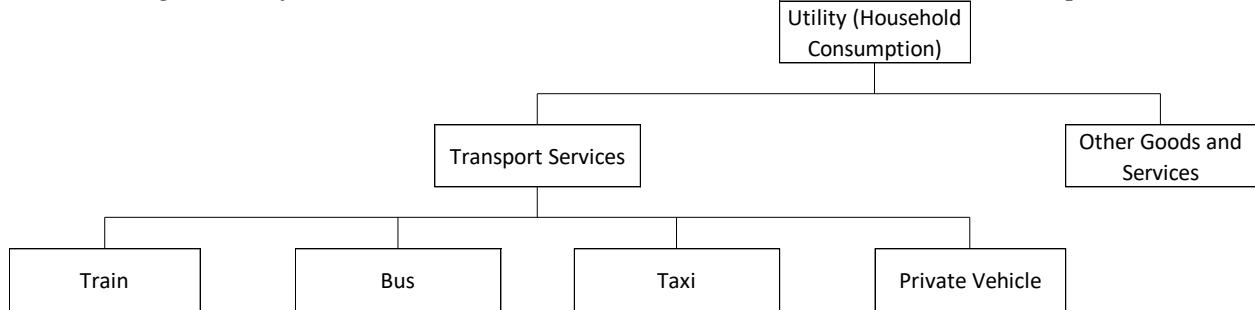 Utility (Household
Consumption)
Transport Services
Other Goods and
Services
Train
Bus
Taxi
Private Vehicle